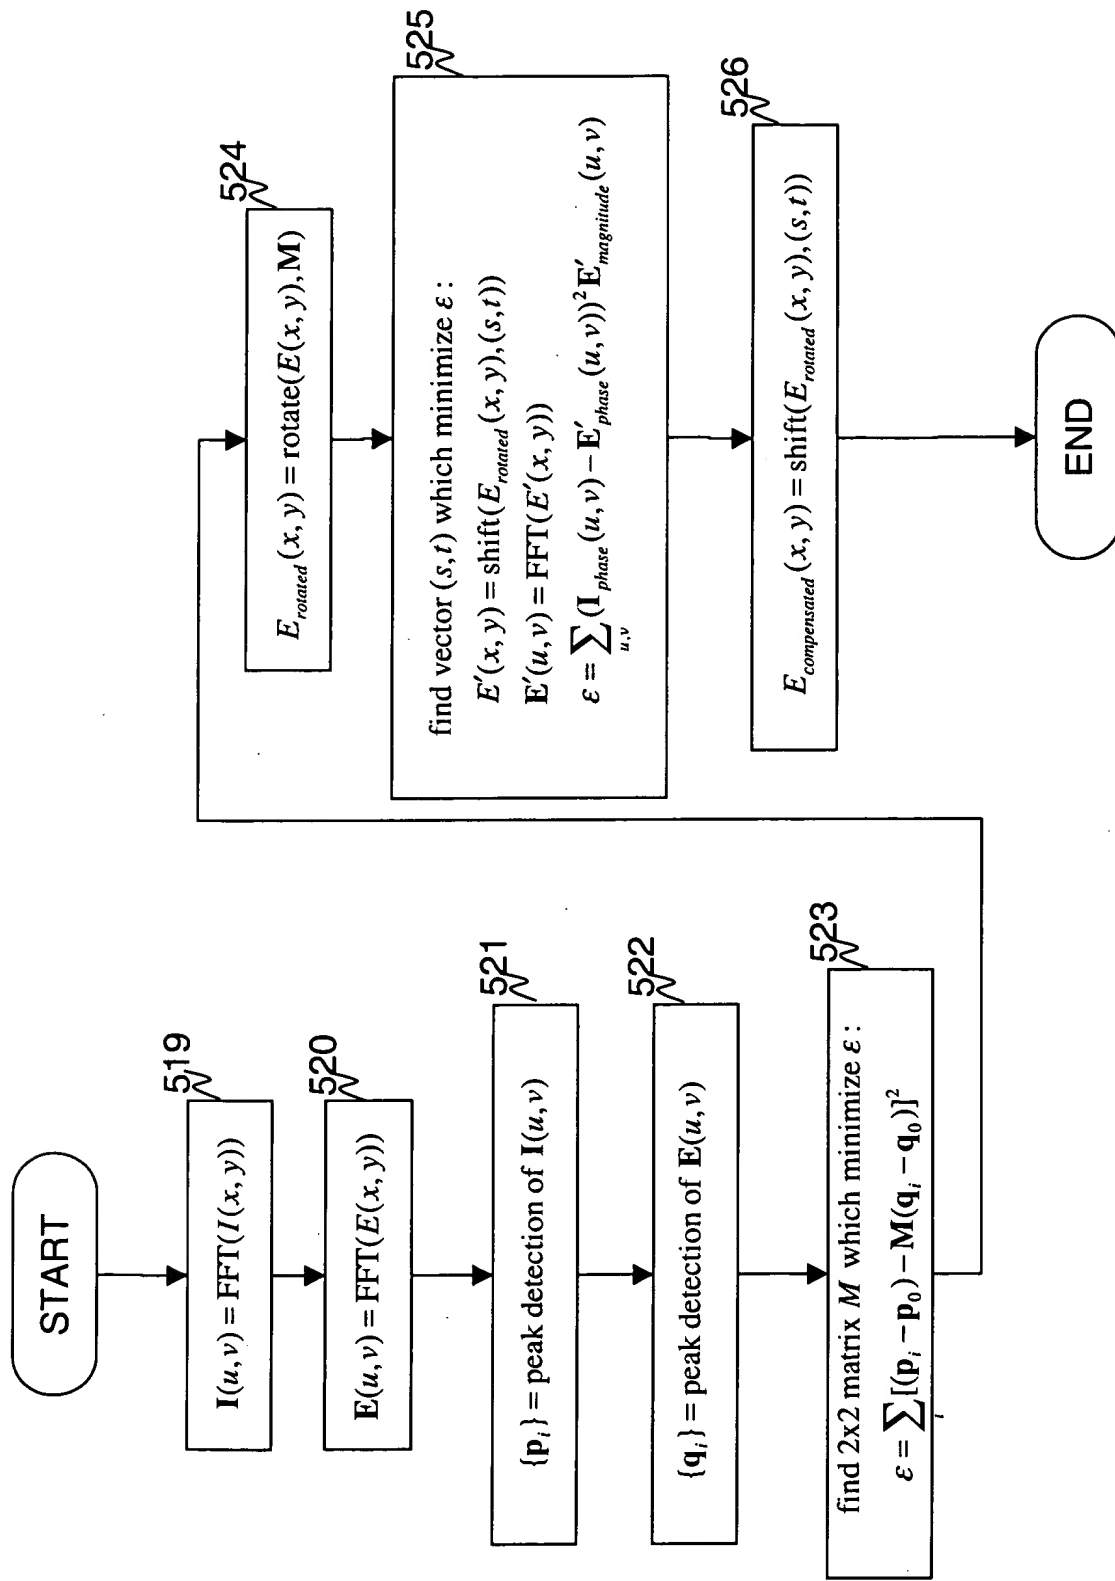 START
519
I(u,v) = FFT(I(x,y))
520
E(u,v) = FFT(E(x,y))
521
{p_i} = peak detection of I(u,v)
522
{q_i} = peak detection of E(u,v)
523
find 2x2 matrix M which minimize ε:
ε = ∑_i [(p_i − p_0) − M(q_i − q_0)]²
524
E_rotated(x,y) = rotate(E(x,y),M)
525
find vector (s,t) which minimize ε:
E′(x,y) = shift(E_rotated(x,y),(s,t))
E′(u,v) = FFT(E′(x,y))
ε = ∑_u,v (I_phase(u,v) − E′_phase(u,v))² E′_magnitude(u,v)
526
E_compensated(x,y) = shift(E_rotated(x,y),(s,t))
END